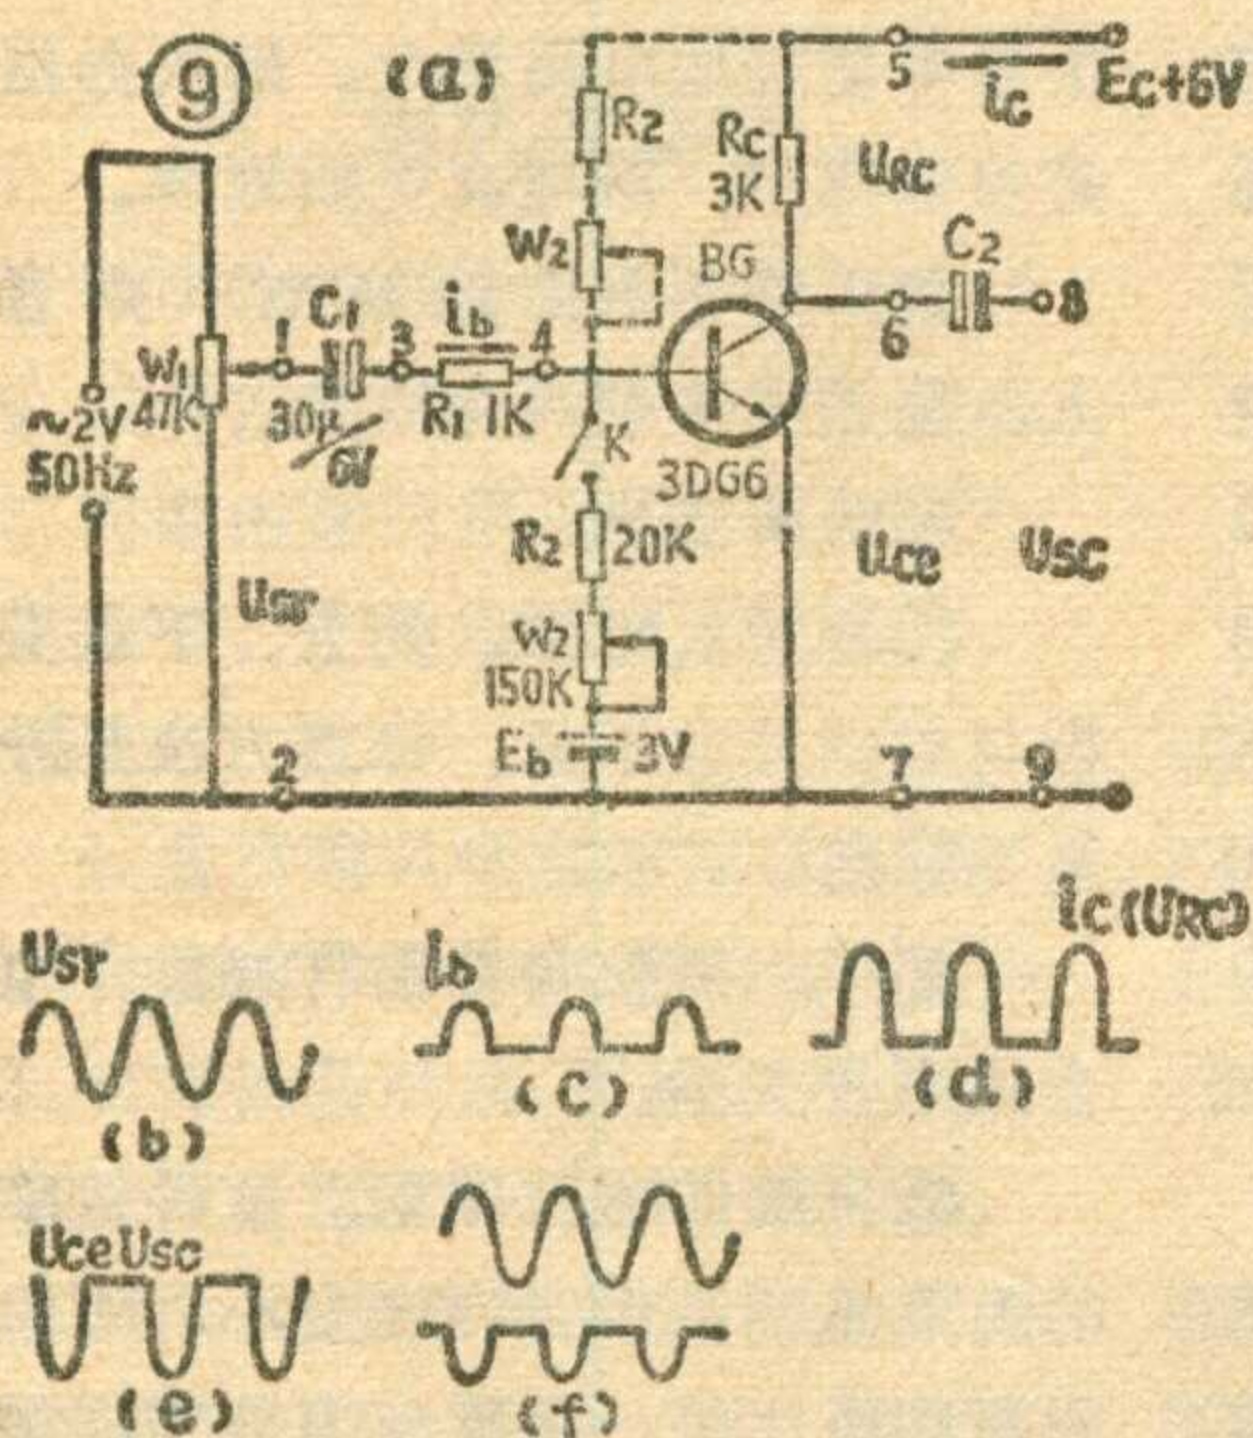 9
(a)
R2
Rc
3K
URC
5
ic
Ec+6V
W2
BG
C2
8
6
~2V
50Hz
W1
47K
1
C1
30μ/6V
3
ib
R1 1K
4
K
3DG6
Usr
R2 20K
W2
150K
Eb 3V
Uce
Usc
2
7
9
Usr
(b)
ib
(c)
ic(URC)
(d)
UceUsc
(e)
(f)